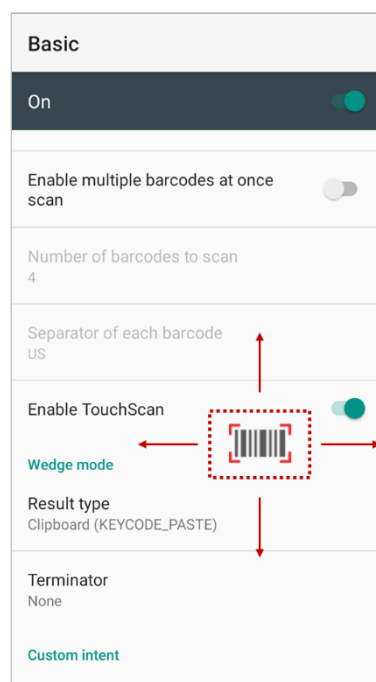 Basic
On
Enable multiple barcodes at once
scan
Number of barcodes to scan
4
Separator of each barcode
US
Enable TouchScan
Wedge mode
Result type
Clipboard (KEYCODE_PASTE)
Terminator
None
Custom intent